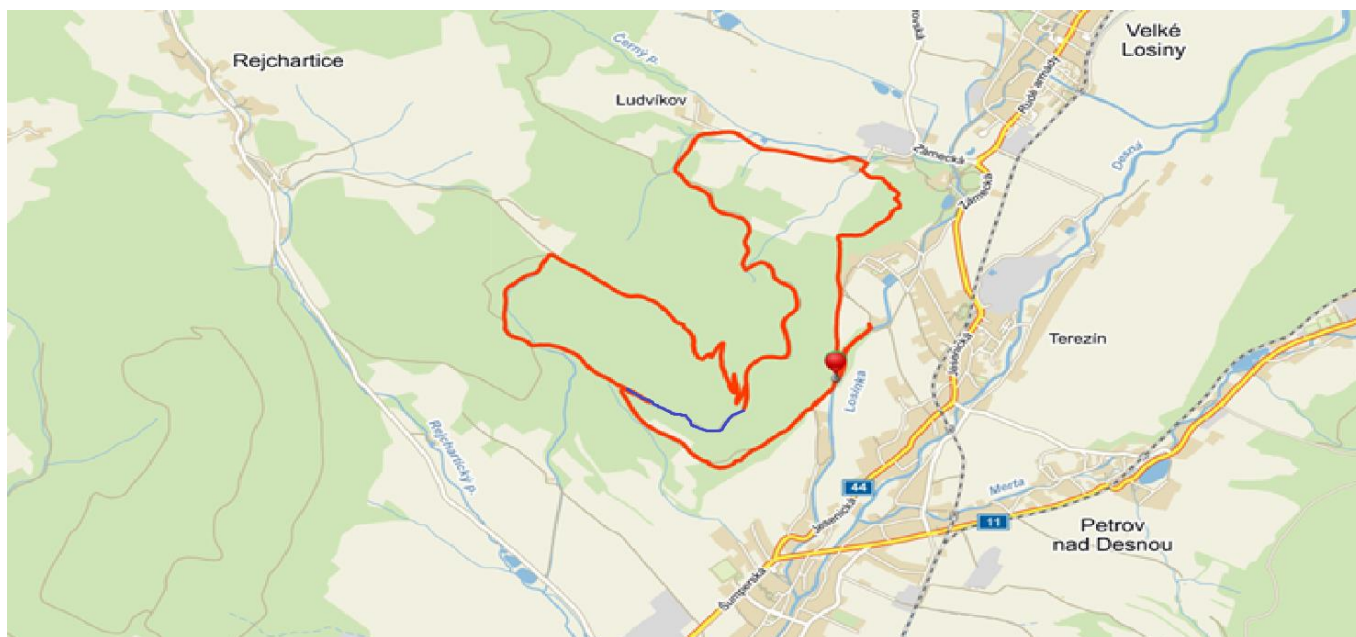 Velké
Losiny
Rejchartice
Černý p.
Rudé armády
Ludvíkov
Zámecká
Desná
Zámecká
Terezín
Jesenická
Losinka
Rejchartický p.
44
Merta
Jesenická
11
Petrov
nad Desnou
Šumperská